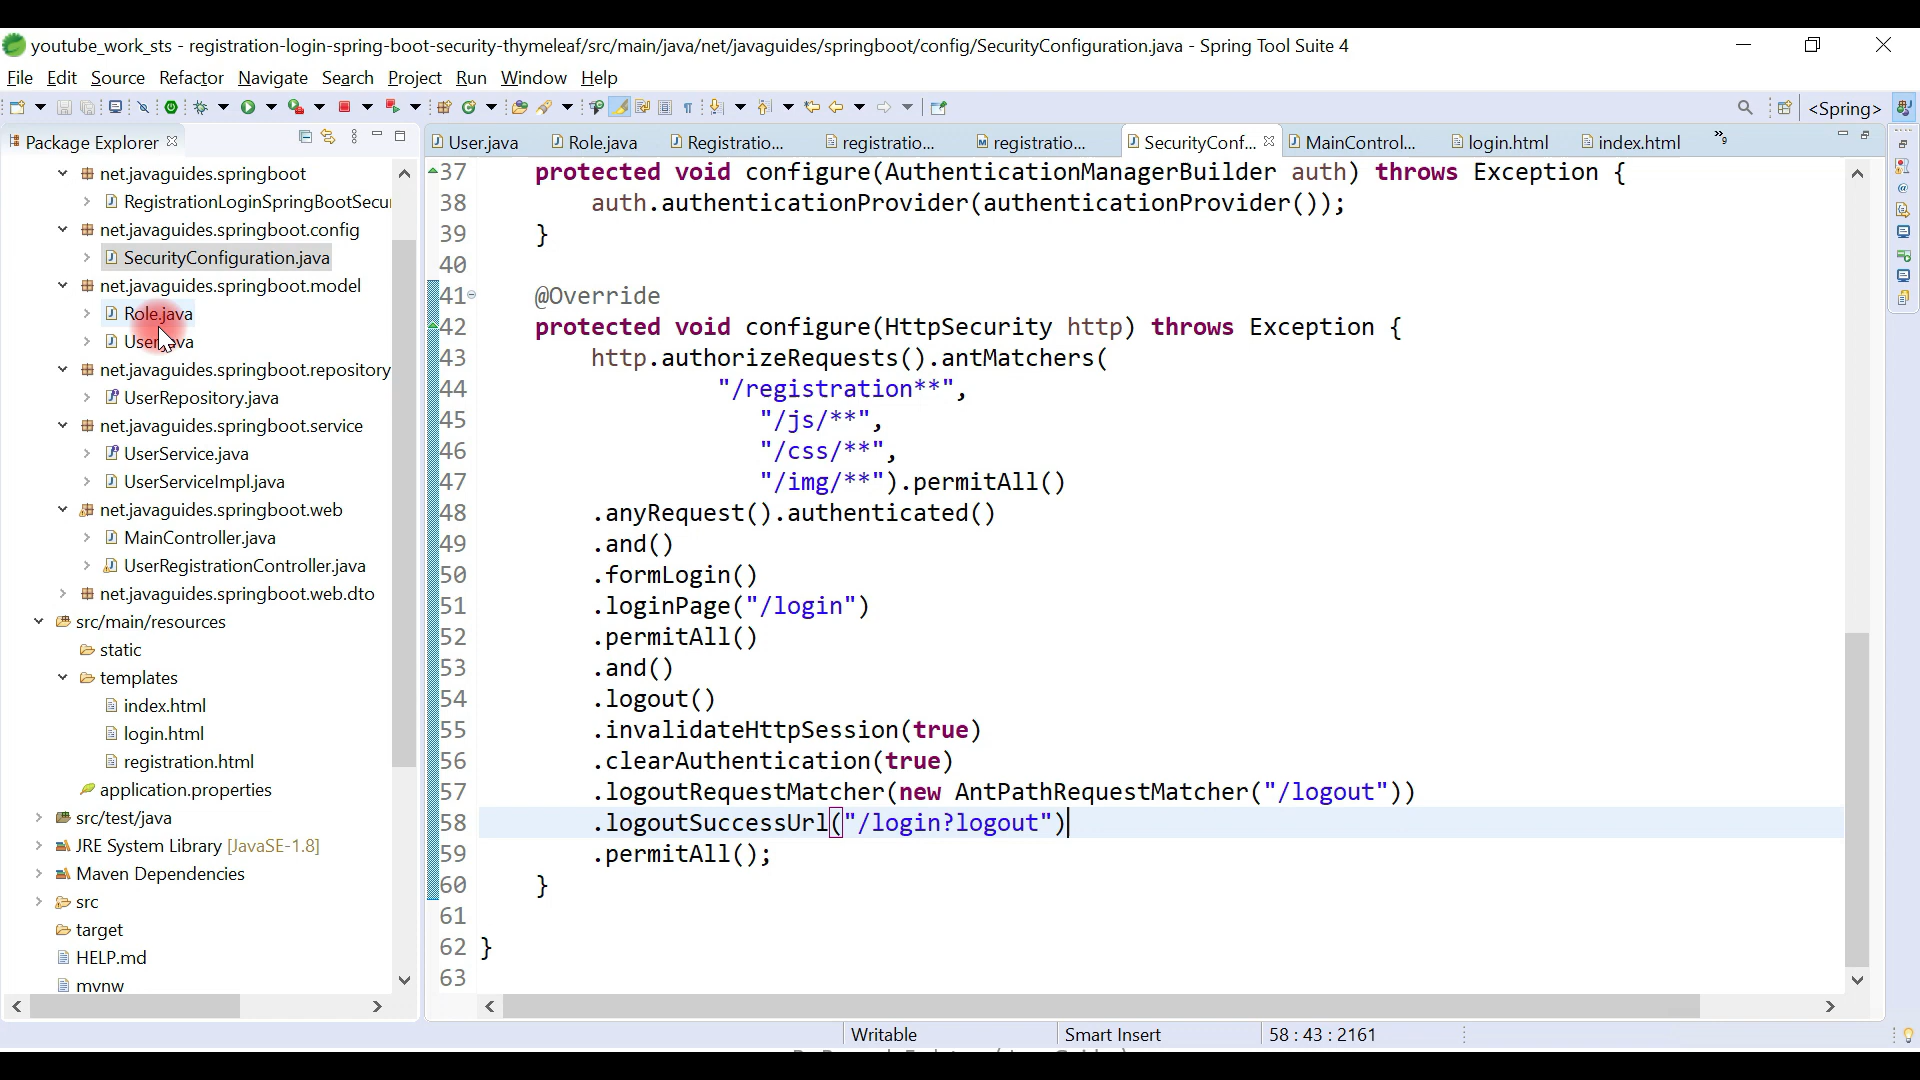 youtube_work_sts - registration-login-spring-boot-security-thymeleaf/src/main/java/net/javaguides/springboot/config/SecurityConfiguration.java - Spring Tool Suite 4
File Edit Source Refactor Navigate Search Project Run Window Help
<Spring>
Package Explorer
User.java Role.java Registratio... registratio... registratio... SecurityConf... MainControl... login.html index.html »9
net.javaguides.springboot
RegistrationLoginSpringBootSecur
net.javaguides.springboot.config
SecurityConfiguration.java
net.javaguides.springboot.model
Role.java
User.java
net.javaguides.springboot.repository
UserRepository.java
net.javaguides.springboot.service
UserService.java
UserServiceImpl.java
net.javaguides.springboot.web
MainController.java
UserRegistrationController.java
net.javaguides.springboot.web.dto
src/main/resources
static
templates
index.html
login.html
registration.html
application.properties
src/test/java
JRE System Library [JavaSE-1.8]
Maven Dependencies
src
target
HELP.md
mvnw
37 protected void configure(AuthenticationManagerBuilder auth) throws Exception {
38 auth.authenticationProvider(authenticationProvider());
39 }
40
41 @Override
42 protected void configure(HttpSecurity http) throws Exception {
43 http.authorizeRequests().antMatchers(
44 "/registration**",
45 "/js/**",
46 "/css/**",
47 "/img/**").permitAll()
48 .anyRequest().authenticated()
49 .and()
50 .formLogin()
51 .loginPage("/login")
52 .permitAll()
53 .and()
54 .logout()
55 .invalidateHttpSession(true)
56 .clearAuthentication(true)
57 .logoutRequestMatcher(new AntPathRequestMatcher("/logout"))
58 .logoutSuccessUrl("/login?logout")
59 .permitAll();
60 }
61
62 }
63
Writable Smart Insert 58 : 43 : 2161